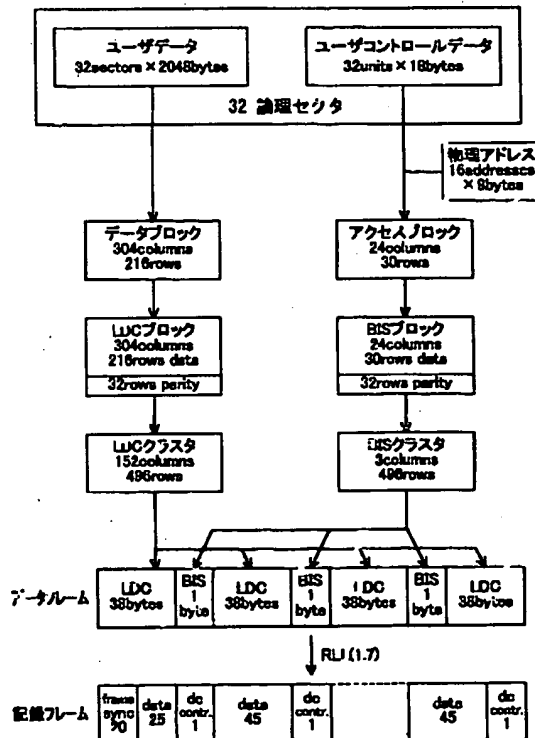 ユーザデータ
32sectors×2048bytes
ユーザコントロールデータ
32units×18bytes
32 論理セクタ
物理アドレス
16addresses
×9bytes
データブロック
304columns
216rows
アクセスブロック
24columns
30rows
LDCブロック
304columns
216rows data
32rows parity
BISブロック
24columns
30rows data
32rows parity
LDCクラスタ
152columns
496rows
BISクラスタ
3columns
496rows
データルーム
LDC
38bytes
BIS
1
byte
LDC
38bytes
BIS
1
byte
LDC
38bytes
BIS
1
byte
LDC
38bytes
RLL(1.7)
記録フレーム
frame
sync
20
data
25
dc
contr.
1
data
45
dc
contr.
1
data
45
dc
contr.
1